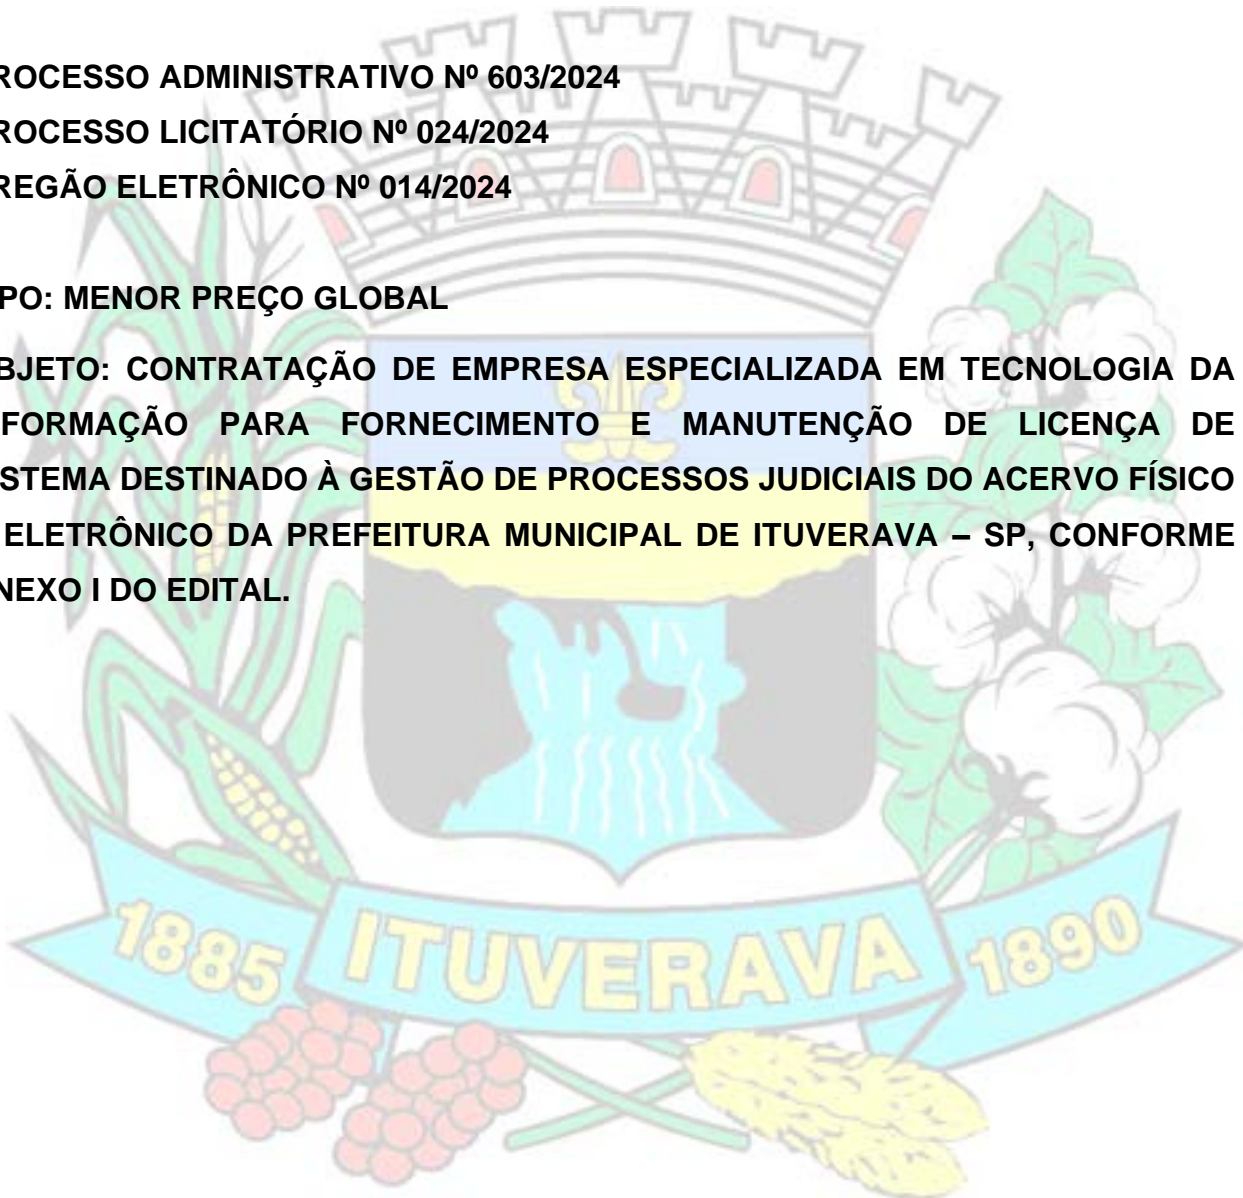 ROCESSO ADMINISTRATIVO Nº 603/2024
ROCESSO LICITATÓRIO Nº 024/2024
REGÃO ELETRÔNICO Nº 014/2024
PO: MENOR PREÇO GLOBAL
BJETO: CONTRATAÇÃO DE EMPRESA ESPECIALIZADA EM TECNOLOGIA DA
FORMAÇÃO PARA FORNECIMENTO E MANUTENÇÃO DE LICENÇA DE
ISTEMA DESTINADO À GESTÃO DE PROCESSOS JUDICIAIS DO ACERVO FÍSICO
ELETRÔNICO DA PREFEITURA MUNICIPAL DE ITUVERAVA – SP, CONFORME
NEXO I DO EDITAL.
1885 ITUVERAVA 1890